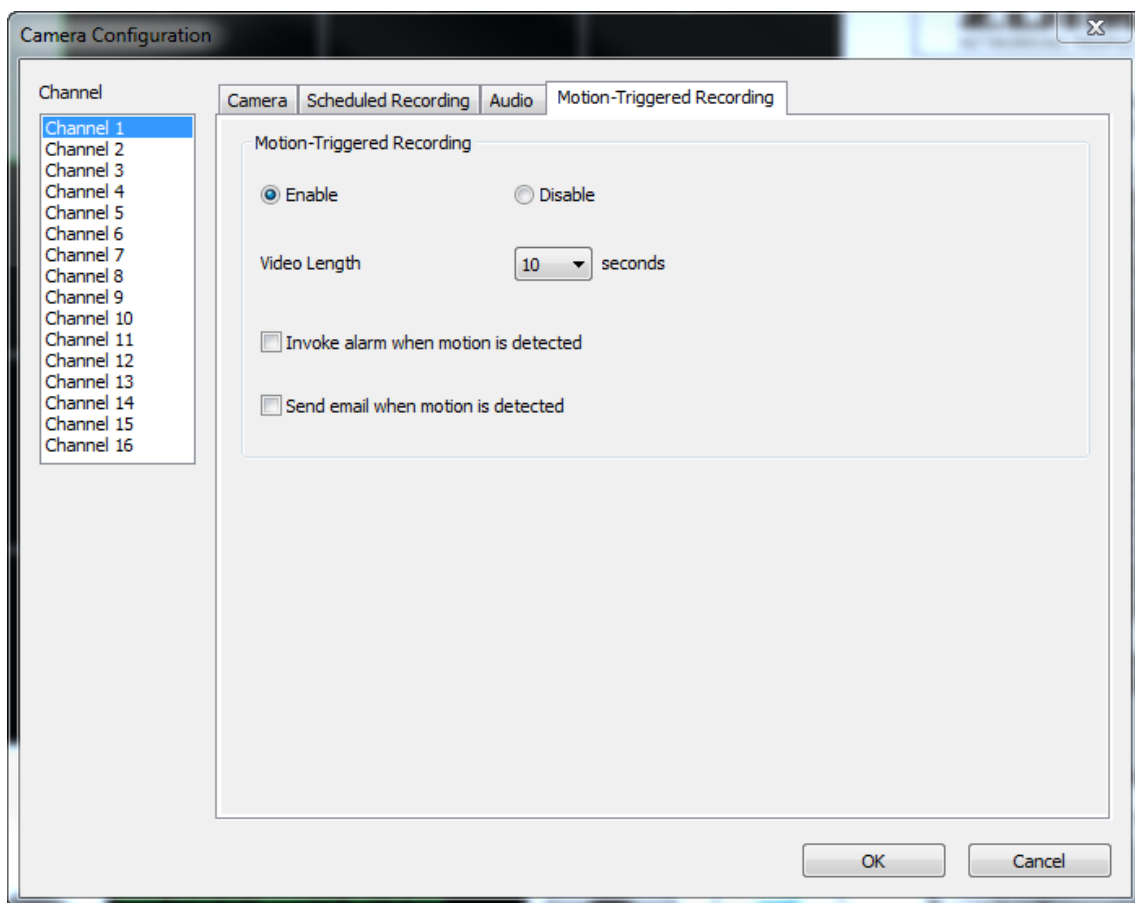 Camera Configuration
Channel
Channel 1
Channel 2
Channel 3
Channel 4
Channel 5
Channel 6
Channel 7
Channel 8
Channel 9
Channel 10
Channel 11
Channel 12
Channel 13
Channel 14
Channel 15
Channel 16
Camera Scheduled Recording Audio Motion-Triggered Recording
Motion-Triggered Recording
Enable Disable
Video Length 10 seconds
Invoke alarm when motion is detected
Send email when motion is detected
OK Cancel